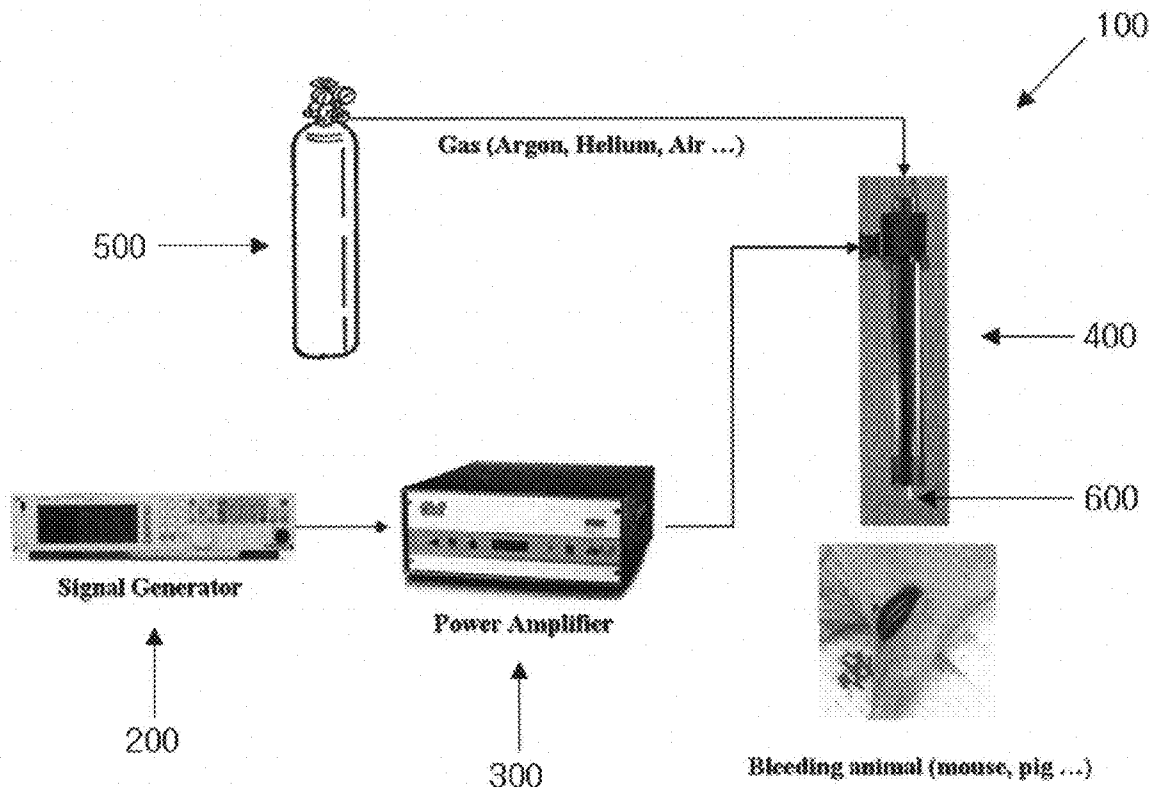 100
Gas (Argon, Helium, Air ...)
500
400
600
Signal Generator
Power Amplifier
200
300
Bleeding animal (mouse, pig ...)